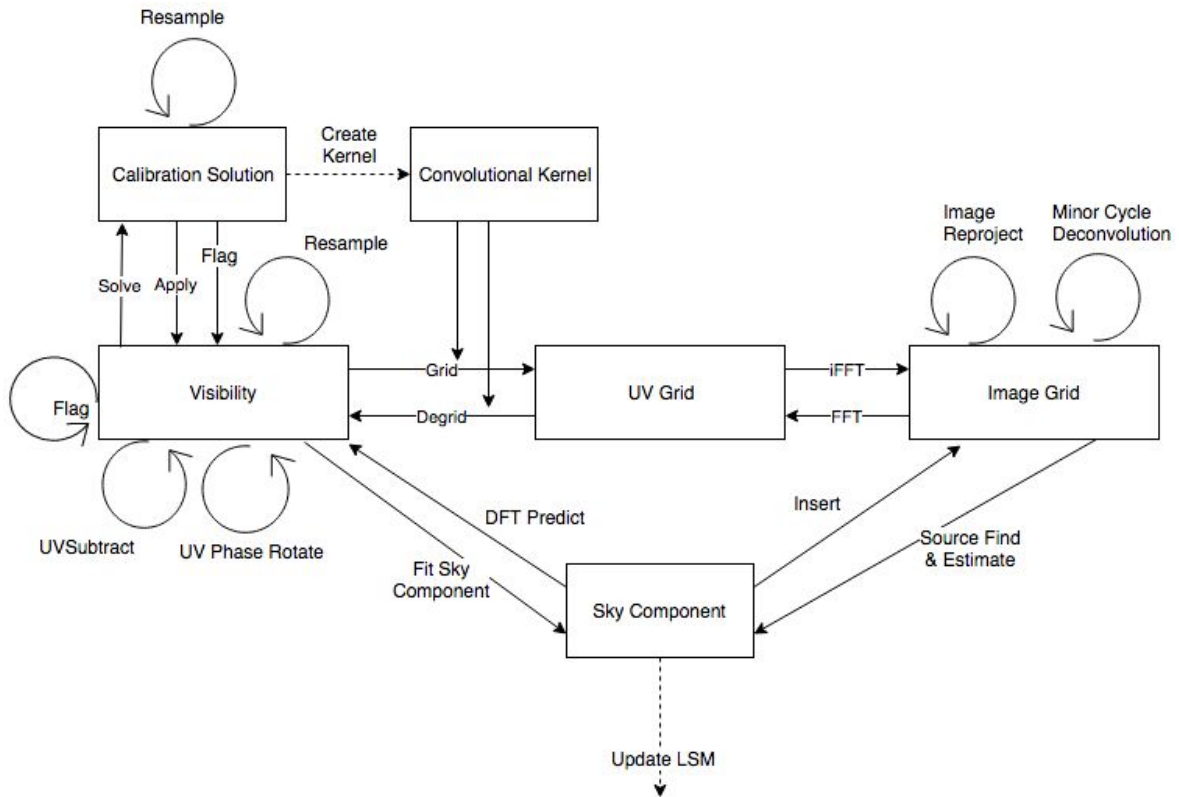 Resample
Create
Kernel
Calibration Solution
Convolutional Kernel
Image
Reproject
Minor Cycle
Deconvolution
Resample
Flag
Solve
Apply
Visibility
Grid
UV Grid
iFFT
Image Grid
Flag
Degrid
FFT
DFT Predict
Insert
UVSubtract
UV Phase Rotate
Source Find
& Estimate
Fit Sky
Component
Sky Component
Update LSM